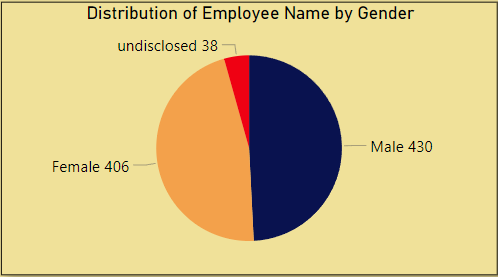 Distribution of Employee Name by Gender
undisclosed 38
Male 430
Female 406